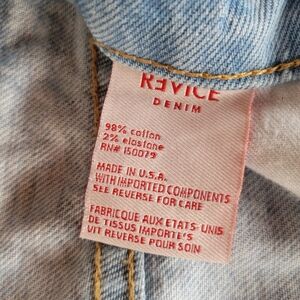 REVICE
DENIM
98% cotton
2% elastane
RN# 150079
MADE IN U.S.A.
WITH IMPORTED COMPONENTS
SEE REVERSE FOR CARE
FABRIQUE AUX ETATS-UNIS
DE TISSUS IMPORTE'S
VIT REVERSE POUR SOIN